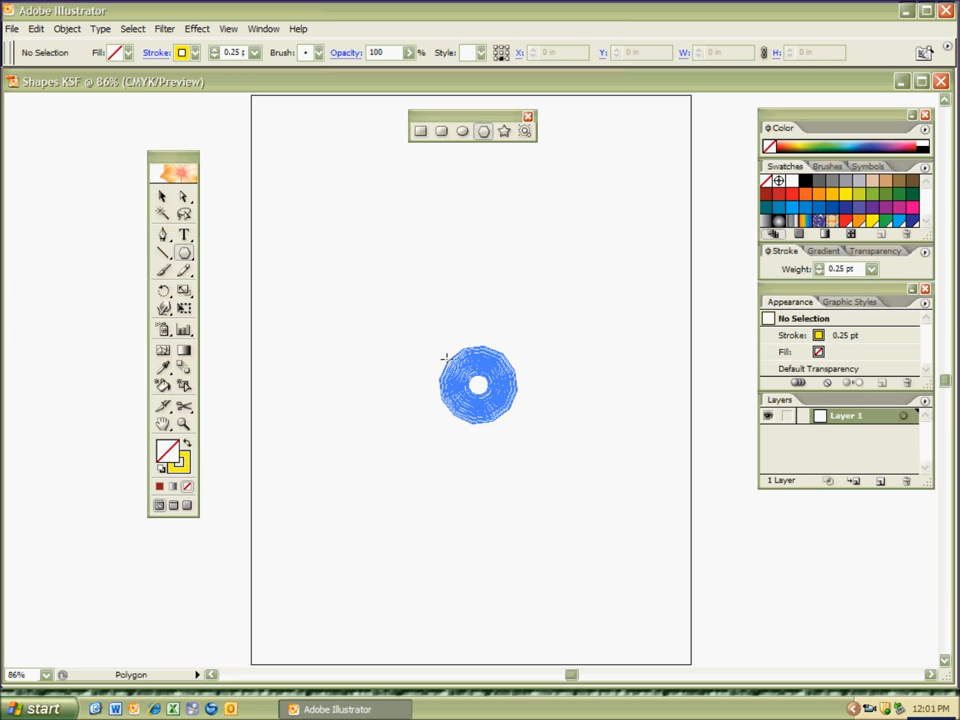 Adobe Illustrator
File Edit Object Type Select Filter Effect View Window Help
No Selection Fill: Stroke: 0.25 p Brush: Opacity: 100 % Style: X: 0 in Y: 0 in W: 0 in H: 0 in
Shapes KSF @ 86% (CMYK/Preview)
Color
Swatches Brushes Symbols
T
Stroke Gradient Transparency
Weight: 0.25 pt
Appearance Graphic Styles
No Selection
Stroke: 0.25 pt
Fill:
Default Transparency
Layers
Layer 1
1 Layer
86% Polygon
start Adobe Illustrator 12:01 PM